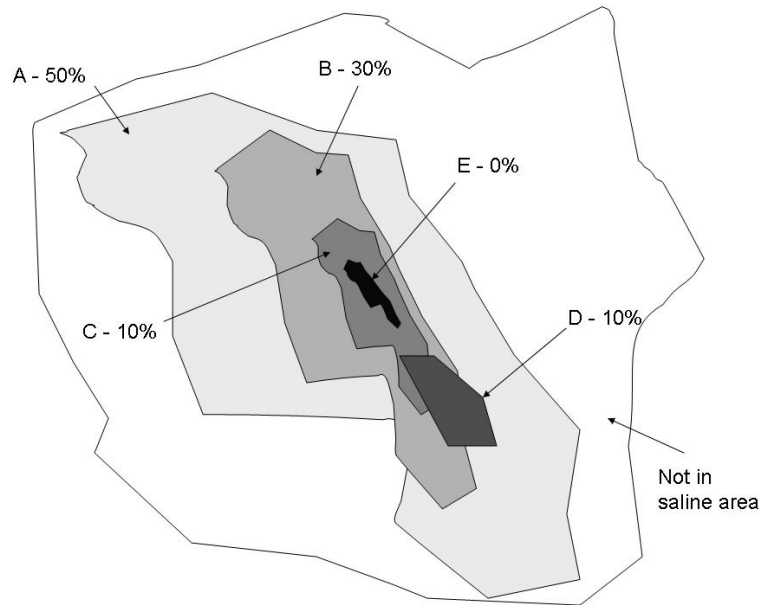 A - 50%
B - 30%
E - 0%
C - 10%
D - 10%
Not in
saline area